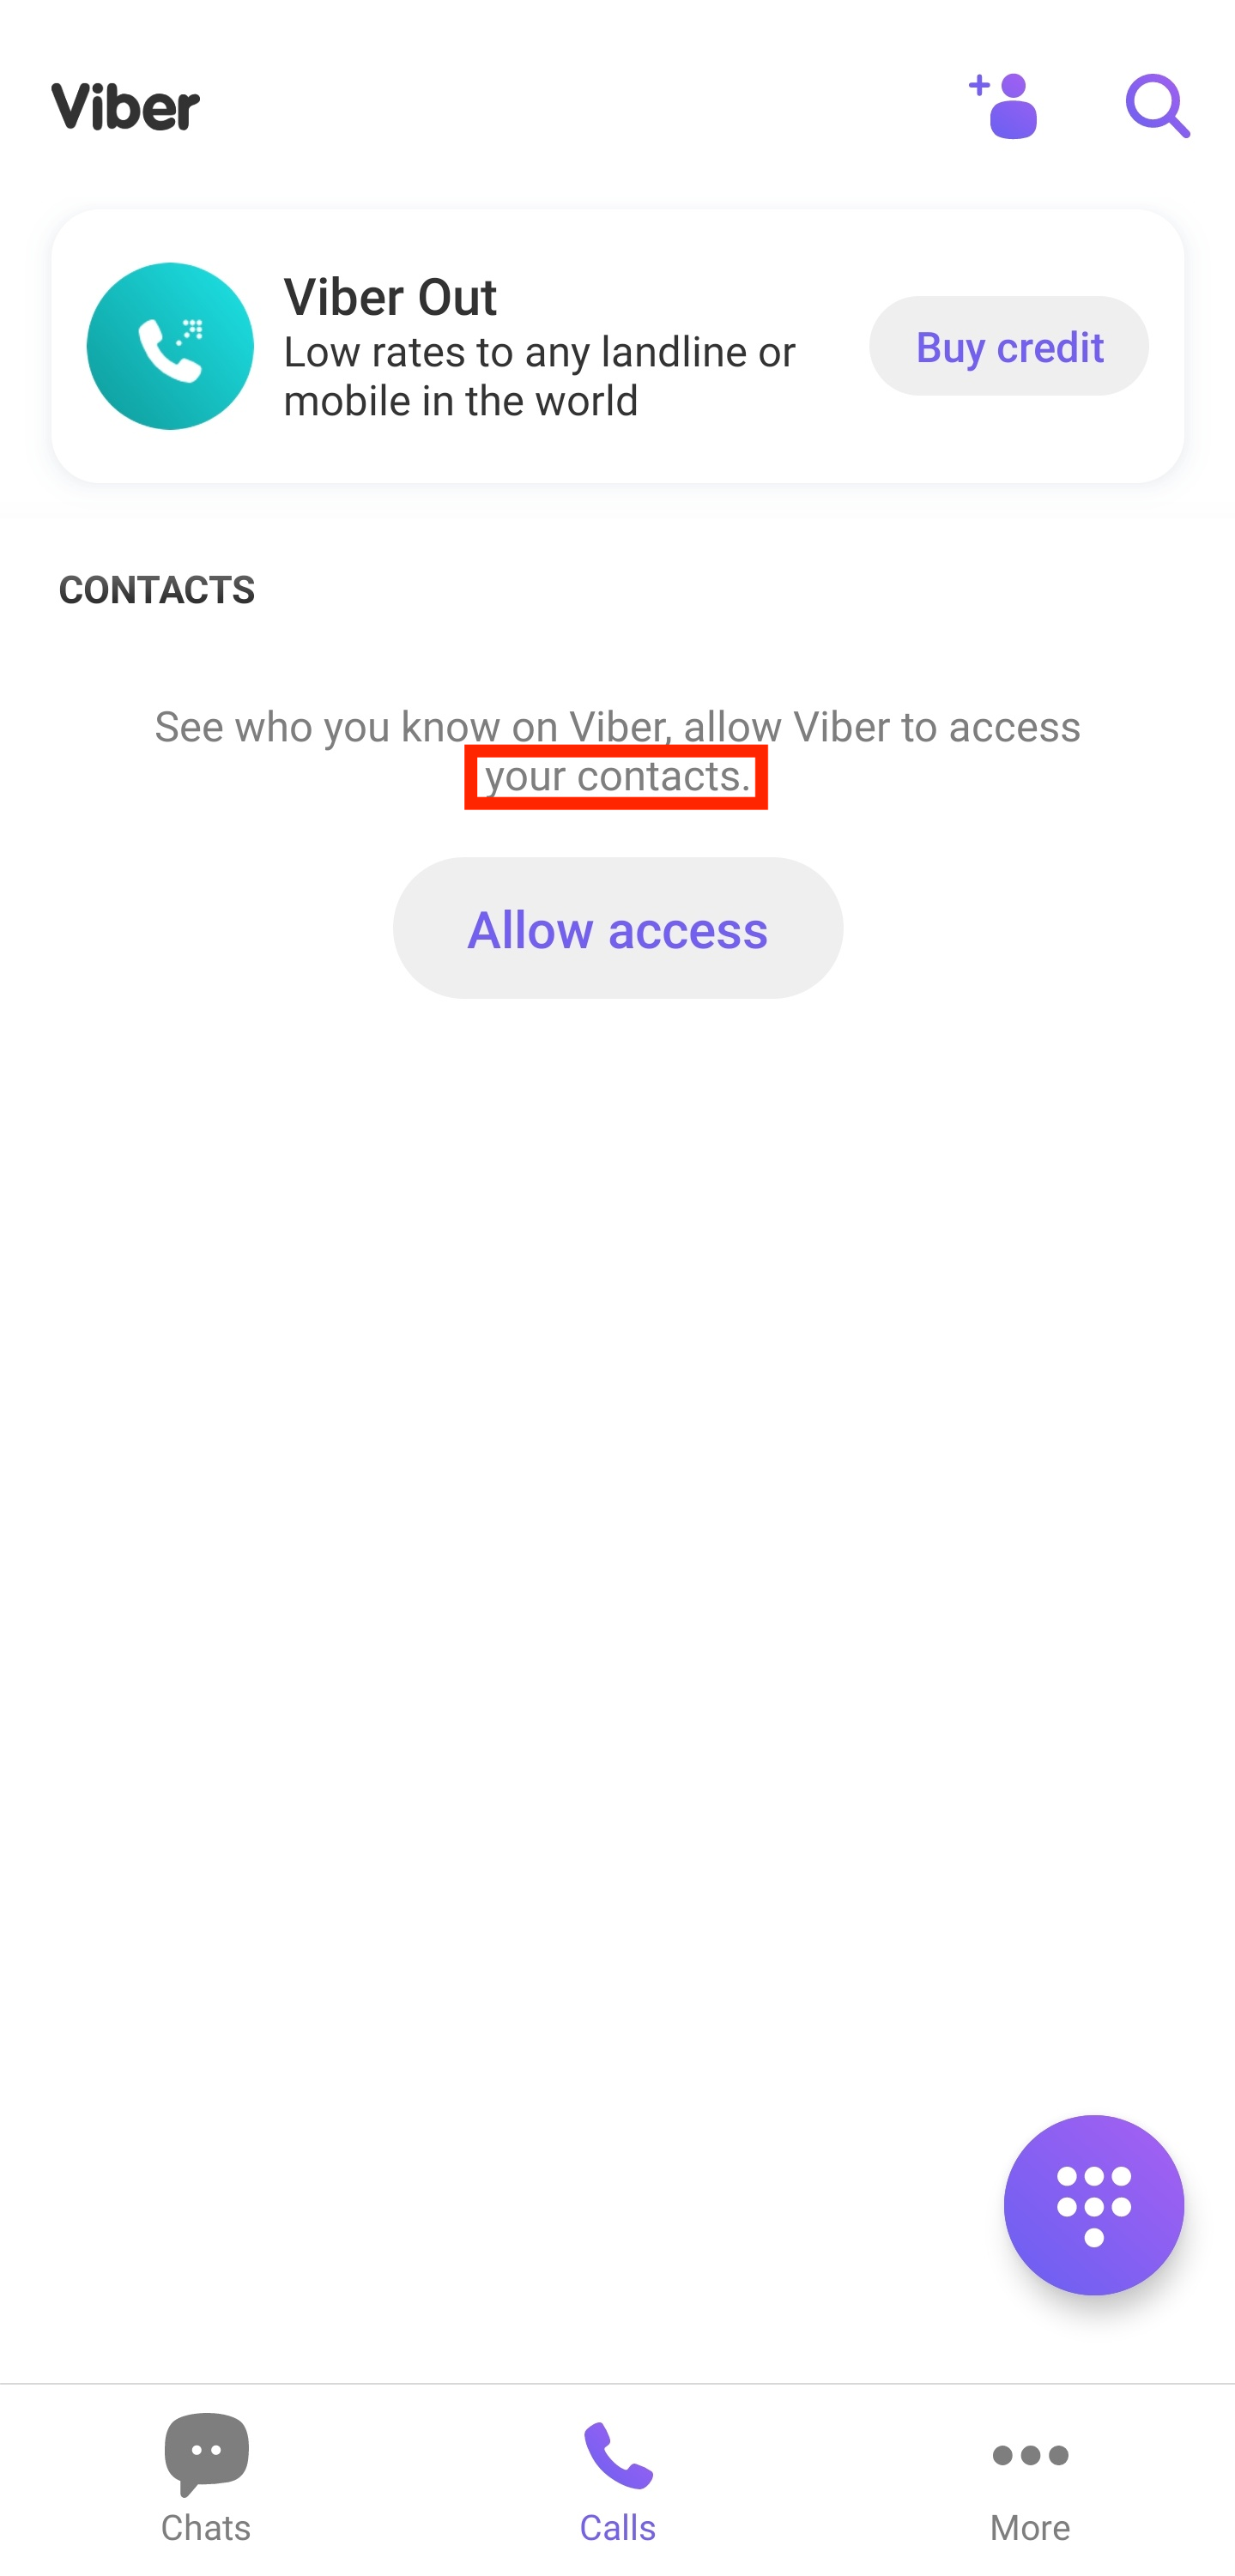 Viber
Viber Out
Low rates to any landline or
mobile in the world
Buy credit
CONTACTS
See who you know on Viber, allow Viber to access
your contacts.
Allow access
Chats
Calls
More